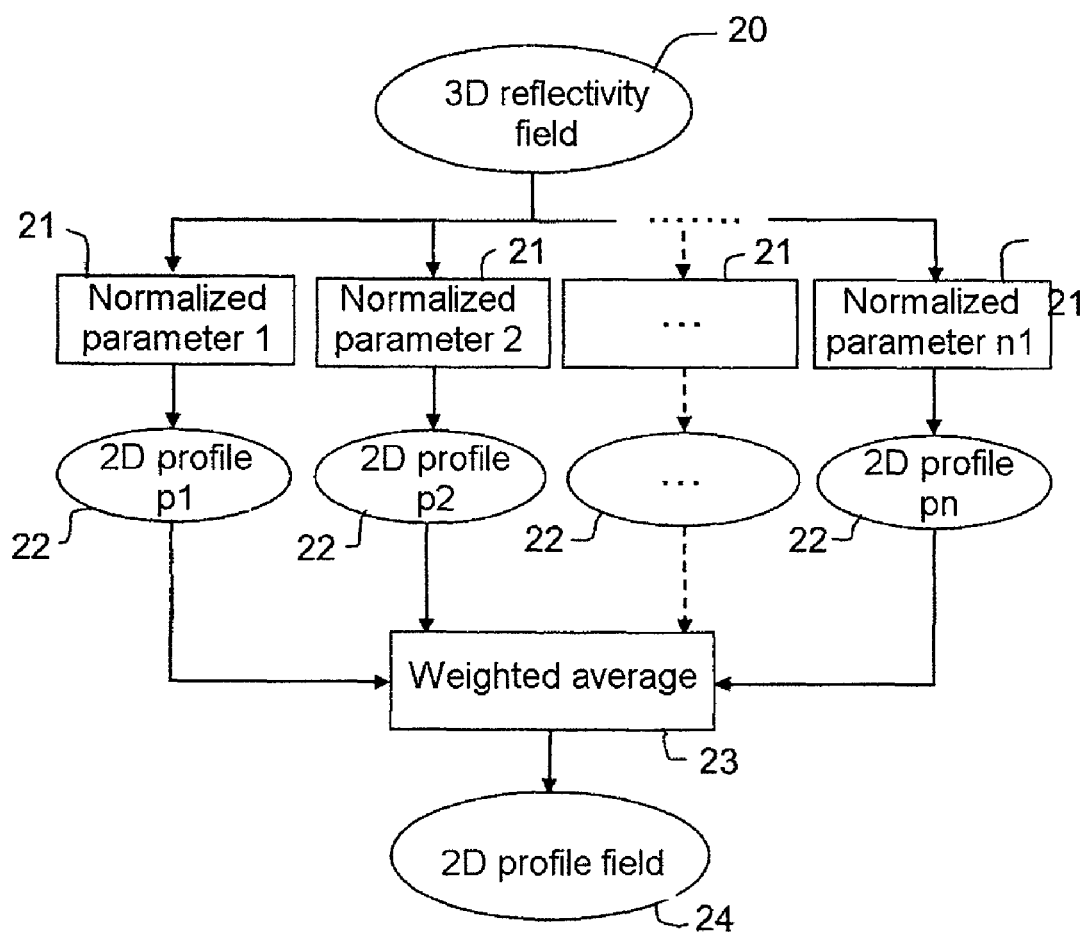 20
3D reflectivity
field
.......
21
21
21
21
Normalized
parameter 1
Normalized
parameter 2
...
Normalized
parameter n1
2D profile
p1
2D profile
p2
...
2D profile
pn
22
22
22
22
Weighted average
23
2D profile field
24